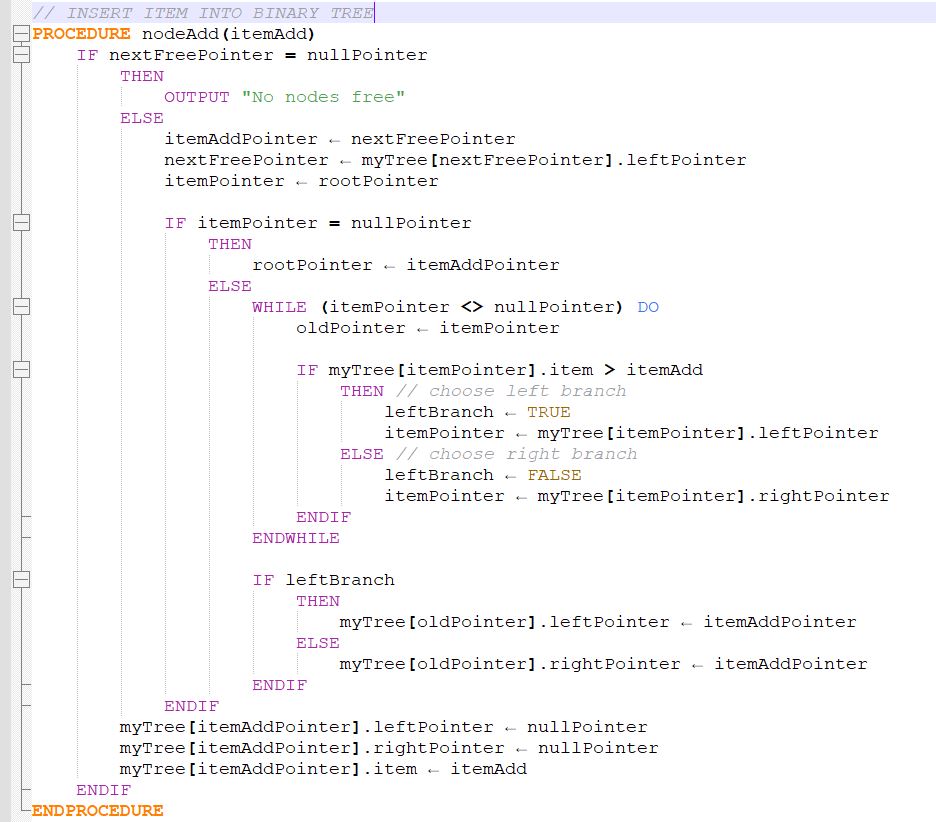 // INSERT ITEM INTO BINARY TREE
PROCEDURE nodeAdd(itemAdd)
    IF nextFreePointer = nullPointer
        THEN
            OUTPUT "No nodes free"
        ELSE
            itemAddPointer ← nextFreePointer
            nextFreePointer ← myTree[nextFreePointer].leftPointer
            itemPointer ← rootPointer

            IF itemPointer = nullPointer
                THEN
                    rootPointer ← itemAddPointer
                ELSE
                    WHILE (itemPointer <> nullPointer) DO
                        oldPointer ← itemPointer

                        IF myTree[itemPointer].item > itemAdd
                            THEN // choose left branch
                                leftBranch ← TRUE
                                itemPointer ← myTree[itemPointer].leftPointer
                            ELSE // choose right branch
                                leftBranch ← FALSE
                                itemPointer ← myTree[itemPointer].rightPointer
                        ENDIF
                    ENDWHILE

                    IF leftBranch
                        THEN
                            myTree[oldPointer].leftPointer ← itemAddPointer
                        ELSE
                            myTree[oldPointer].rightPointer ← itemAddPointer
                    ENDIF
            ENDIF
        myTree[itemAddPointer].leftPointer ← nullPointer
        myTree[itemAddPointer].rightPointer ← nullPointer
        myTree[itemAddPointer].item ← itemAdd
    ENDIF
ENDPROCEDURE